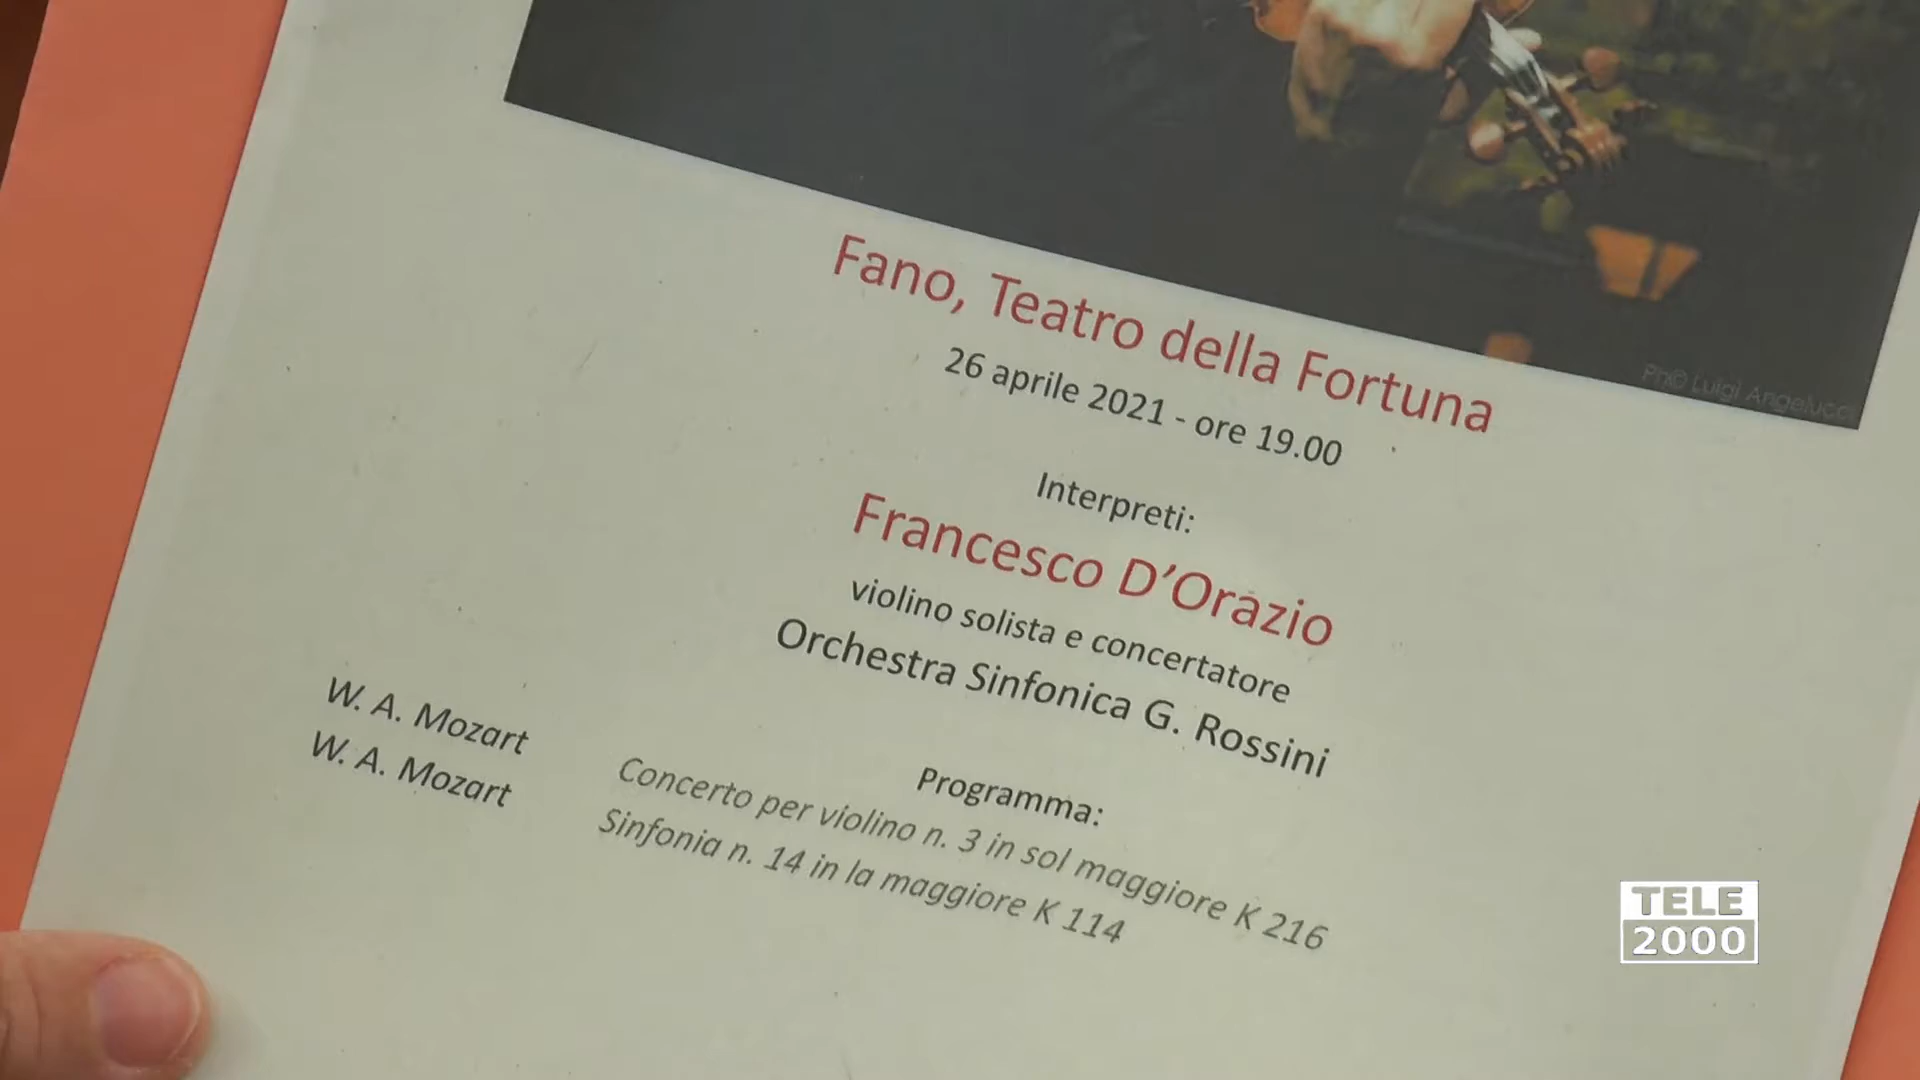 Ph© Luigi Angelucci
Fano, Teatro della Fortuna
26 aprile 2021 - ore 19.00
Interpreti:
Francesco D'Orazio
violino solista e concertatore
Orchestra Sinfonica G. Rossini
Programma:
W. A. Mozart Concerto per violino n. 3 in sol maggiore K 216
W. A. Mozart Sinfonia n. 14 in la maggiore K 114
TELE
2000